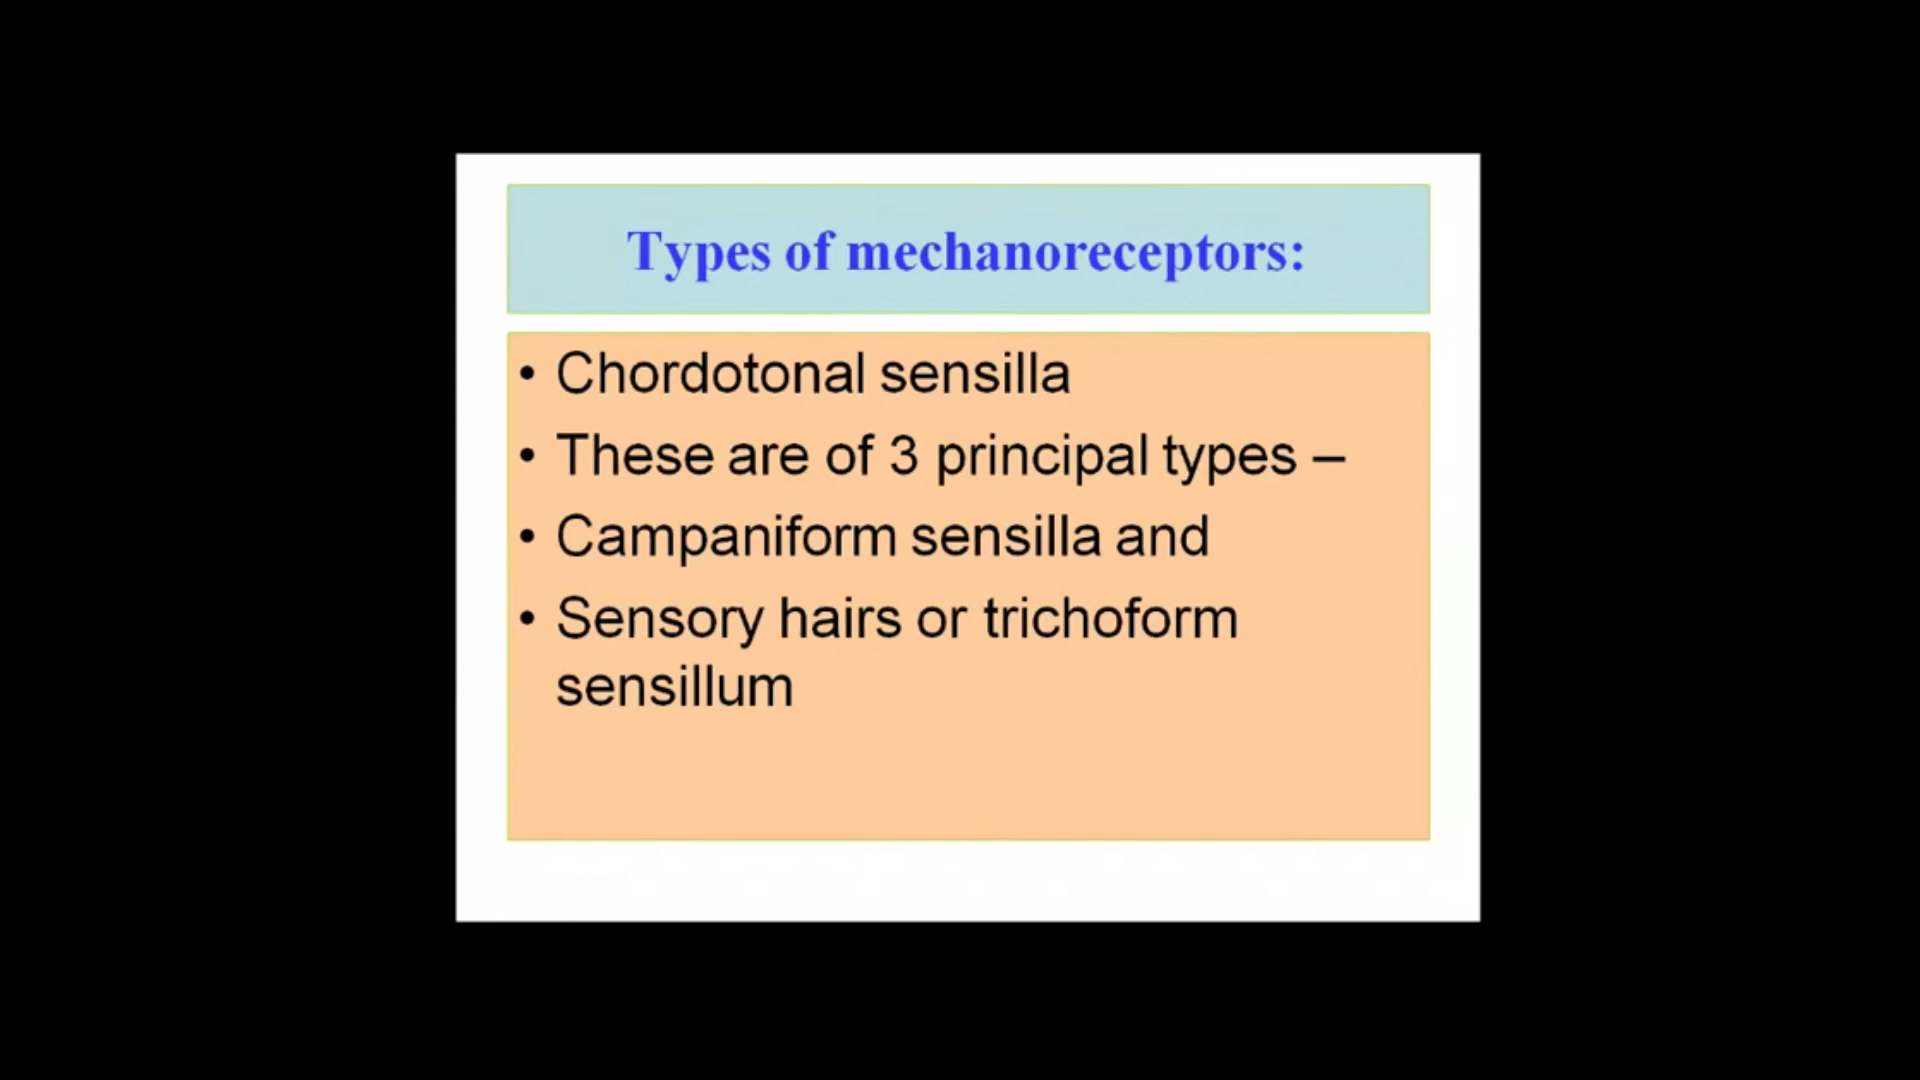 Types of mechanoreceptors:
• Chordotonal sensilla
• These are of 3 principal types –
• Campaniform sensilla and
• Sensory hairs or trichoform
sensillum